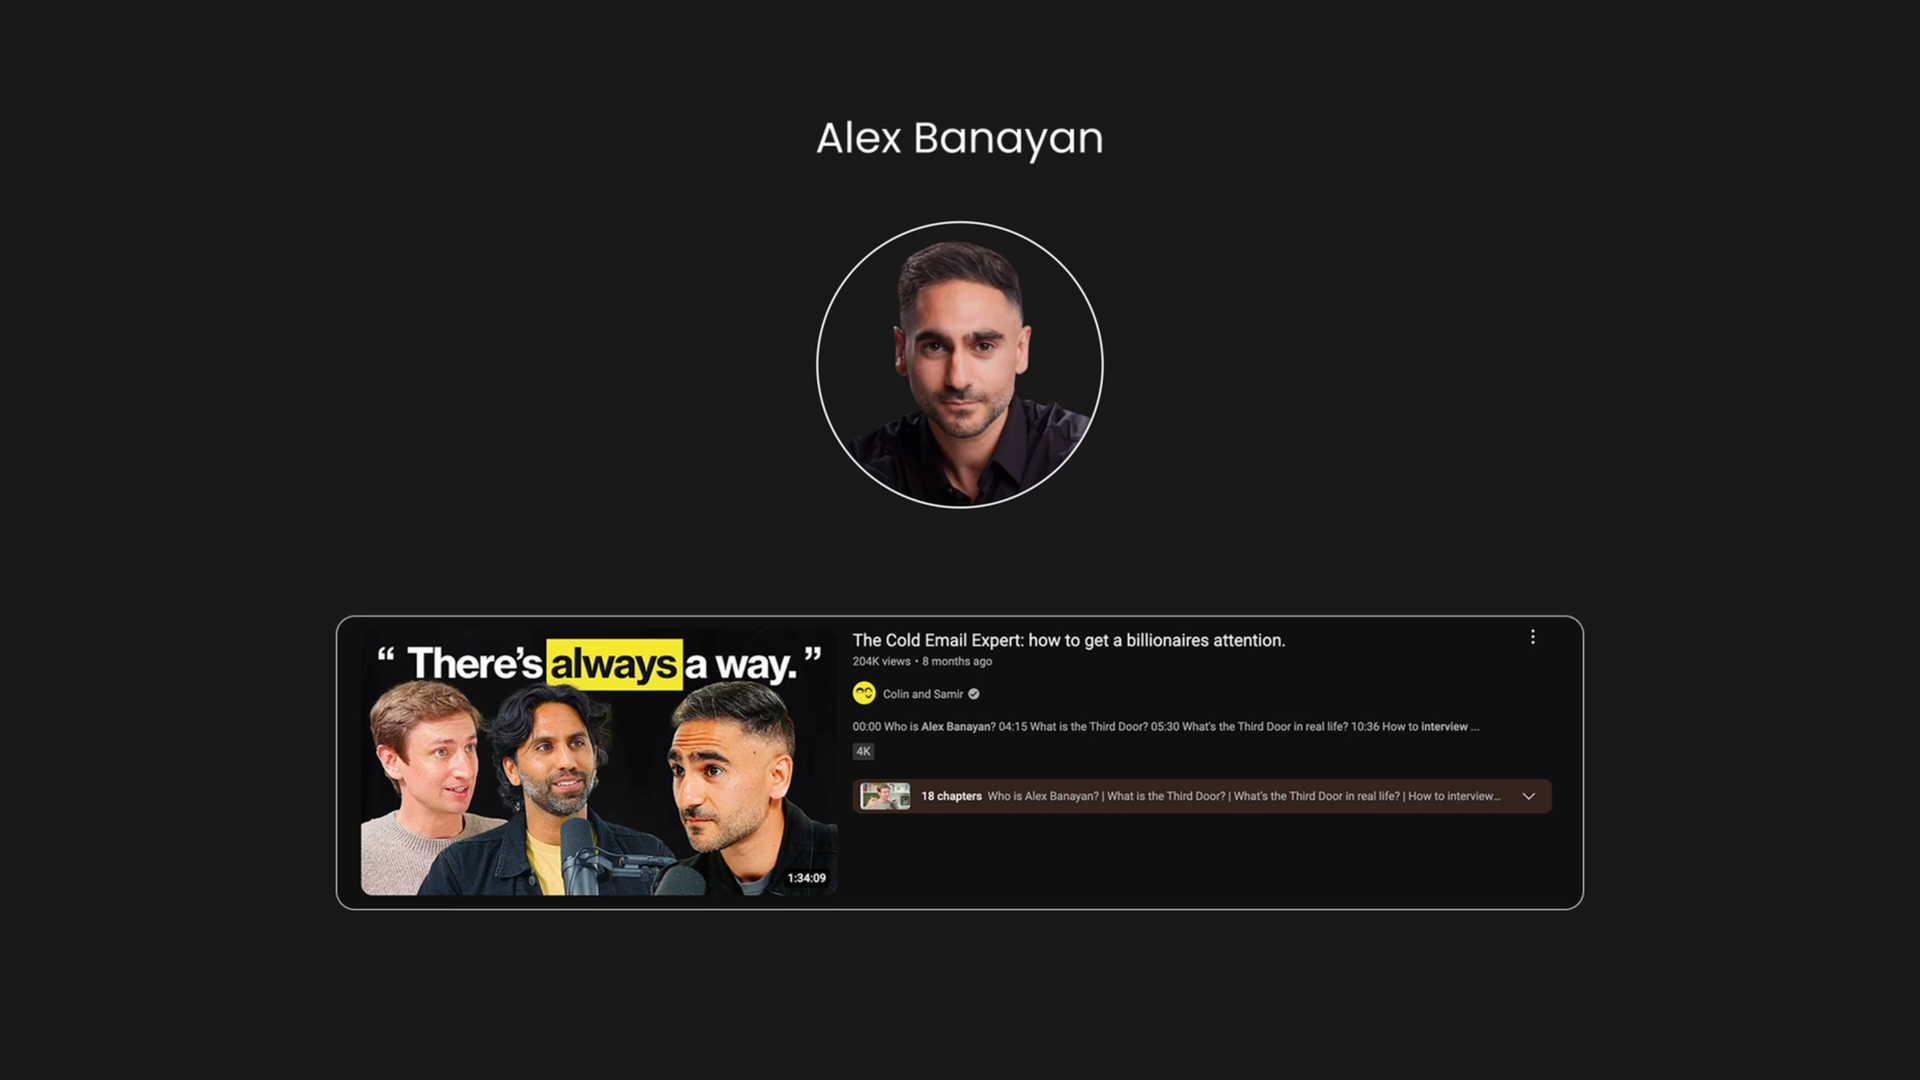 Alex Banayan
“ There’s always a way.”
1:34:09
The Cold Email Expert: how to get a billionaires attention.
204K views • 8 months ago
Colin and Samir
00:00 Who is Alex Banayan? 04:15 What is the Third Door? 05:30 What's the Third Door in real life? 10:36 How to interview ...
4K
18 chapters Who is Alex Banayan? | What is the Third Door? | What's the Third Door in real life? | How to interview...